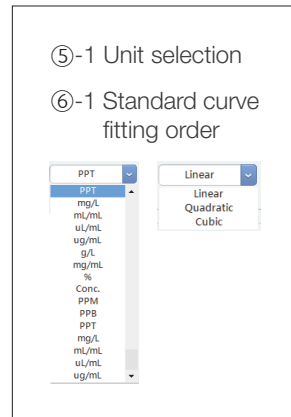 ⑤-1 Unit selection
⑥-1 Standard curve
fitting order
PPT
PPT
mg/L
mL/mL
uL/mL
ug/mL
g/L
mg/mL
%
Conc.
PPM
PPB
PPT
mg/L
mL/mL
uL/mL
ug/mL
Linear
Linear
Quadratic
Cubic